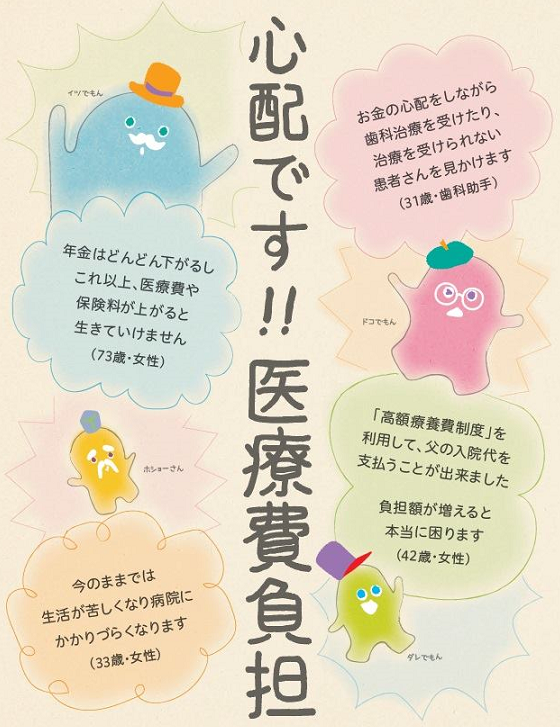 心配です!! 医療費負担
お金の心配をしながら
歯科治療を受けたり、
治療を受けられない
患者さんを見かけます
(31歳・歯科助手)
イツでもん
年金はどんどん下がるし
これ以上、医療費や
保険料が上がると
生きていけません
(73歳・女性)
ドコでもん
「高額療養費制度」を
利用して、父の入院代を
支払うことが出来ました
負担額が増えると
本当に困ります
(42歳・女性)
ホショーさん
今のままでは
生活が苦しくなり病院に
かかりづらくなります
(33歳・女性)
ダレでもん